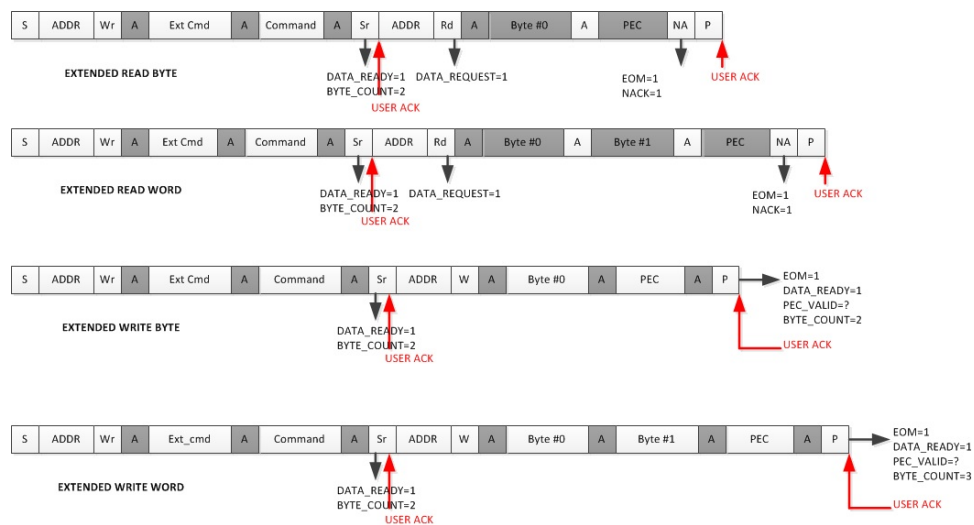 S ADDR Wr A Ext Cmd A Command A Sr ADDR Rd A Byte #0 A PEC NA P
EXTENDED READ BYTE
DATA_READY=1
BYTE_COUNT=2
USER ACK
DATA_REQUEST=1
EOM=1
NACK=1
USER ACK
S ADDR Wr A Ext Cmd A Command A Sr ADDR Rd A Byte #0 A Byte #1 A PEC NA P
EXTENDED READ WORD
DATA_READY=1
BYTE_COUNT=2
USER ACK
DATA_REQUEST=1
EOM=1
NACK=1
USER ACK
S ADDR Wr A Ext Cmd A Command A Sr ADDR W A Byte #0 A PEC A P
EXTENDED WRITE BYTE
DATA_READY=1
BYTE_COUNT=2
USER ACK
EOM=1
DATA_READY=1
PEC_VALID=?
BYTE_COUNT=2
USER ACK
S ADDR Wr A Ext_cmd A Command A Sr ADDR W A Byte #0 A Byte #1 A PEC A P
EXTENDED WRITE WORD
DATA_READY=1
BYTE_COUNT=2
USER ACK
EOM=1
DATA_READY=1
PEC_VALID=?
BYTE_COUNT=3
USER ACK